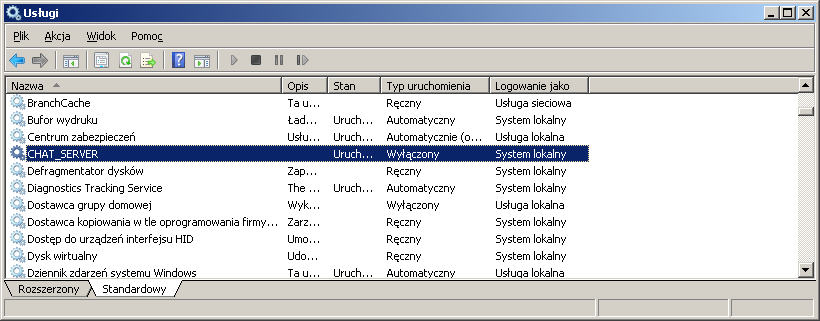 Usługi
Plik Akcja Widok Pomoc
Nazwa Opis Stan Typ uruchomienia Logowanie jako
BranchCache Ta u... Ręczny Usługa sieciowa
Bufor wydruku Ład... Uruch... Automatyczny System lokalny
Centrum zabezpieczeń Usłu... Uruch... Automatycznie (o... Usługa lokalna
CHAT_SERVER Uruch... Wyłączony System lokalny
Defragmentator dysków Zap... Ręczny System lokalny
Diagnostics Tracking Service The ... Uruch... Automatyczny System lokalny
Dostawca grupy domowej Wyk... Wyłączony Usługa lokalna
Dostawca kopiowania w tle oprogramowania firmy... Zarz... Ręczny System lokalny
Dostęp do urządzeń interfejsu HID Umo... Ręczny System lokalny
Dysk wirtualny Udo... Ręczny System lokalny
Dziennik zdarzeń systemu Windows Ta u... Uruch... Automatyczny Usługa lokalna
Rozszerzony Standardowy